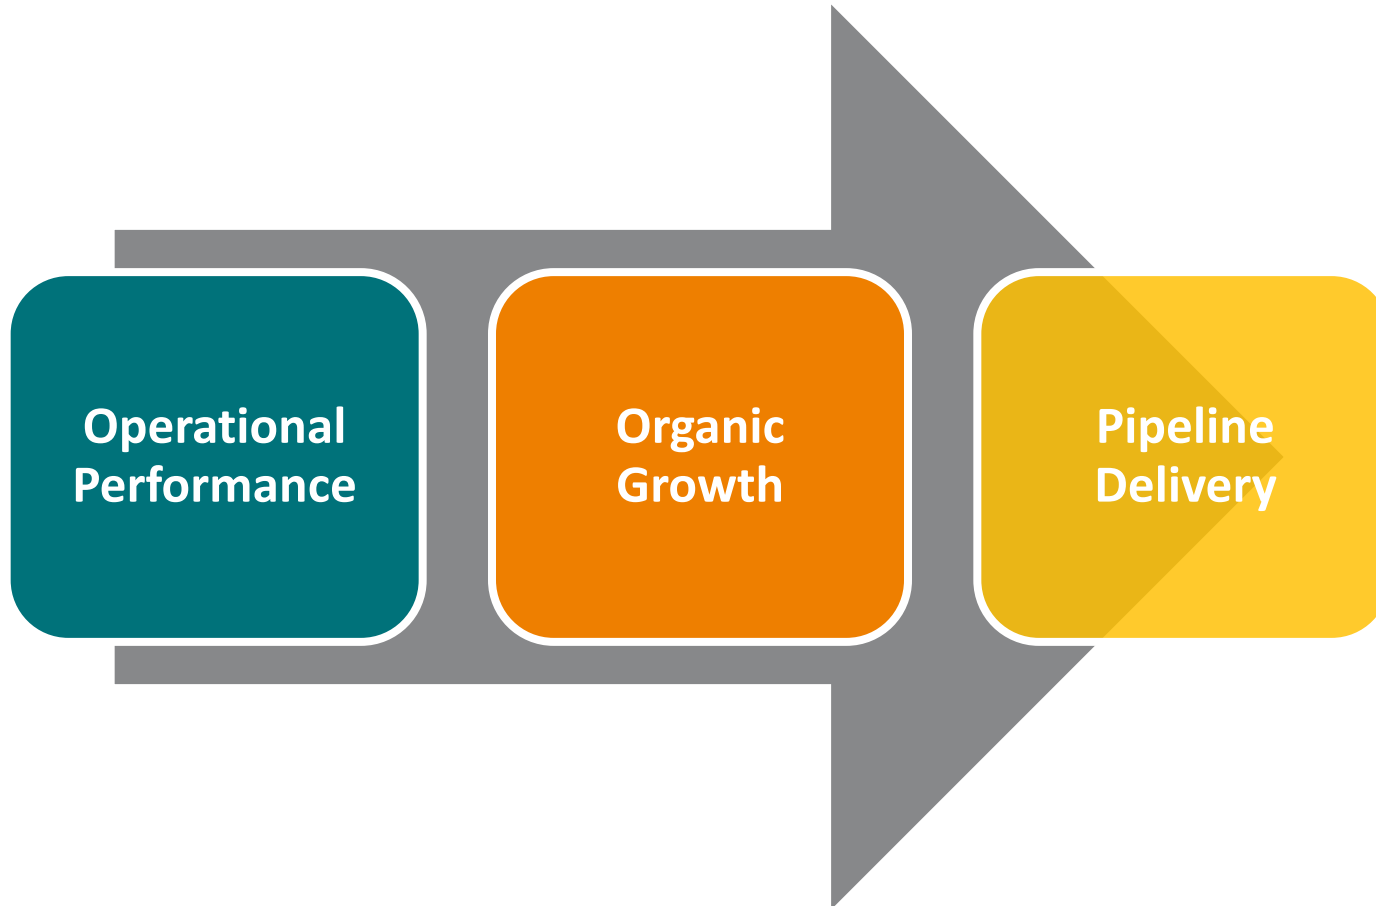 Operational
Performance
Organic
Growth
Pipeline
Delivery